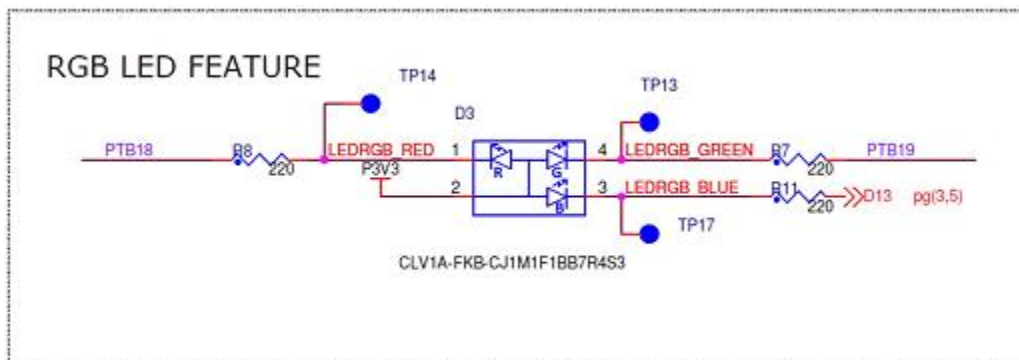 RGB LED FEATURE
TP14
TP13
D3
PTB18
R8
220
LEDRGB_RED
1
R
G
4
LEDRGB_GREEN
R7
220
PTB19
P3V3
2
B
3
LEDRGB_BLUE
R11
220
D13
pg(3,5)
TP17
CLV1A-FKB-CJ1M1F1BB7R4S3